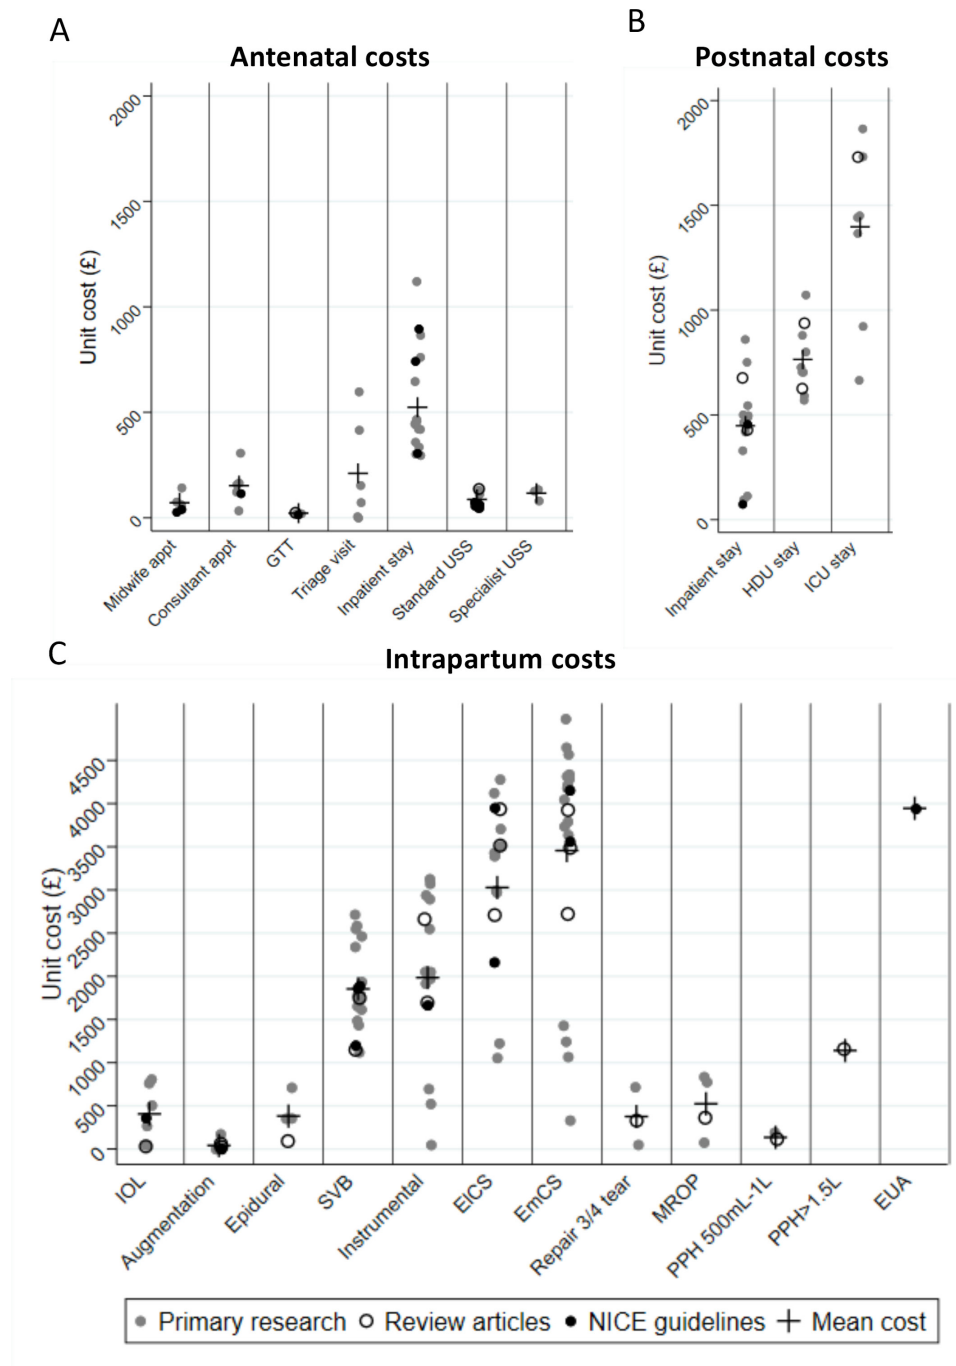 A
Antenatal costs
Unit cost (£)
2000
1500
1000
500
0
Midwife appt
Consultant appt
GTT
Triage visit
Inpatient stay
Standard USS
Specialist USS
B
Postnatal costs
Unit cost (£)
2000
1500
1000
500
0
Inpatient stay
HDU stay
ICU stay
C
Intrapartum costs
Unit cost (£)
4500
4000
3500
3000
2500
2000
1500
1000
500
0
IOL
Augmentation
Epidural
SVB
Instrumental
ElCS
EmCS
Repair 3/4 tear
MROP
PPH 500mL-1L
PPH>1.5L
EUA
Primary research
Review articles
NICE guidelines
Mean cost